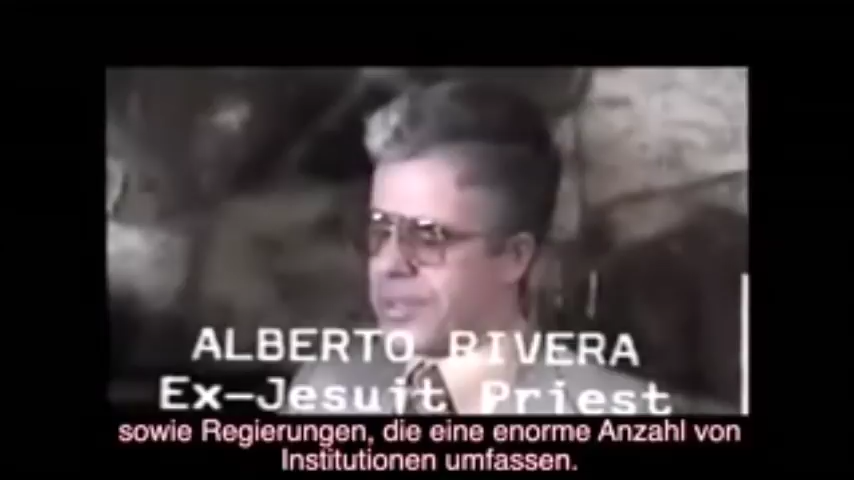 ALBERTO RIVERA
Ex-Jesuit Priest
sowie Regierungen, die eine enorme Anzahl von
Institutionen umfassen.